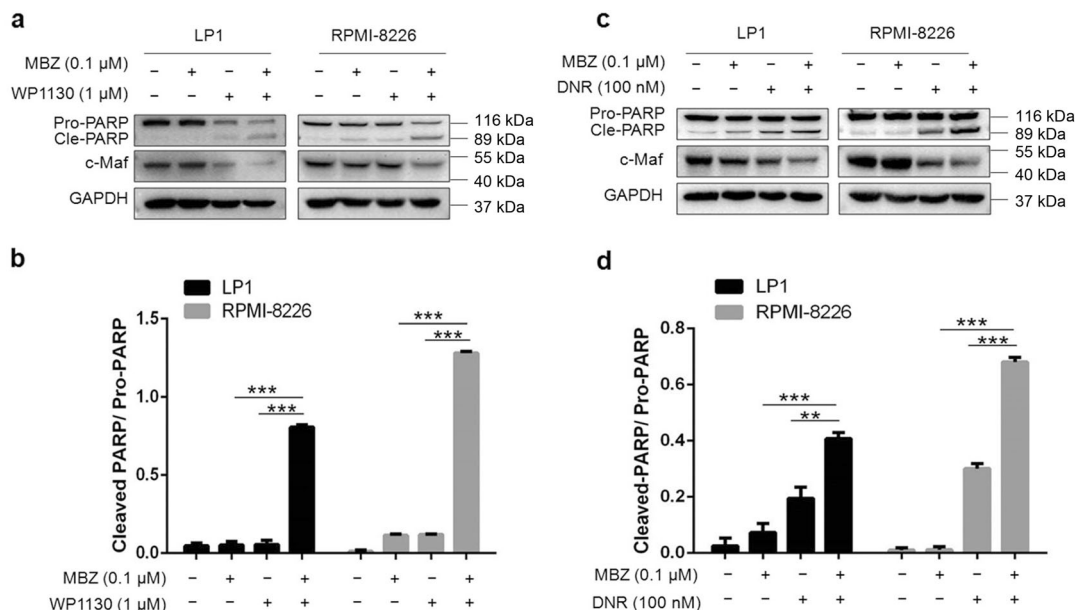 a
LP1 RPMI-8226
MBZ (0.1 µM) – + – + – + – +
WP1130 (1 µM) – – + + – – + +
Pro-PARP 116 kDa
Cle-PARP 89 kDa
c-Maf 55 kDa
40 kDa
GAPDH 37 kDa
c
LP1 RPMI-8226
MBZ (0.1 µM) – + – + – + – +
DNR (100 nM) – – + + – – + +
Pro-PARP 116 kDa
Cle-PARP 89 kDa
c-Maf 55 kDa
40 kDa
GAPDH 37 kDa
b
LP1
RPMI-8226
Cleaved PARP/ Pro-PARP
1.5
1.0
0.5
0.0
*** ***
*** ***
MBZ (0.1 µM) – + – + – + – +
WP1130 (1 µM) – – + + – – + +
d
LP1
RPMI-8226
Cleaved-PARP/ Pro-PARP
0.8
0.6
0.4
0.2
0.0
*** ***
** ***
MBZ (0.1 µM) – + – + – + – +
DNR (100 nM) – – + + – – + +